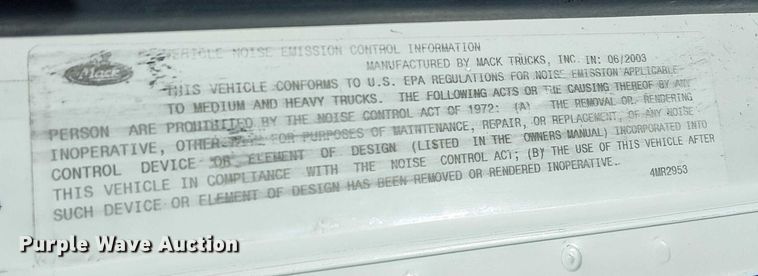 Mack
VEHICLE NOISE EMISSION CONTROL INFORMATION
MANUFACTURED BY MACK TRUCKS, INC. IN: 06/2003
THIS VEHICLE CONFORMS TO U.S. EPA REGULATIONS FOR NOISE EMISSION APPLICABLE
TO MEDIUM AND HEAVY TRUCKS. THE FOLLOWING ACTS OR THE CAUSING THEREOF BY ANY
PERSON ARE PROHIBITED BY THE NOISE CONTROL ACT OF 1972: (A) THE REMOVAL OR RENDERING
INOPERATIVE, OTHER FOR PURPOSES OF MAINTENANCE, REPAIR, OR REPLACEMENT, OF ANY NOISE
CONTROL DEVICE OR ELEMENT OF DESIGN (LISTED IN THE OWNERS MANUAL) INCORPORATED INTO
THIS VEHICLE IN COMPLIANCE WITH THE NOISE CONTROL ACT; (B) THE USE OF THIS VEHICLE AFTER
SUCH DEVICE OR ELEMENT OF DESIGN HAS BEEN REMOVED OR RENDERED INOPERATIVE.
4MR2953
Purple Wave Auction